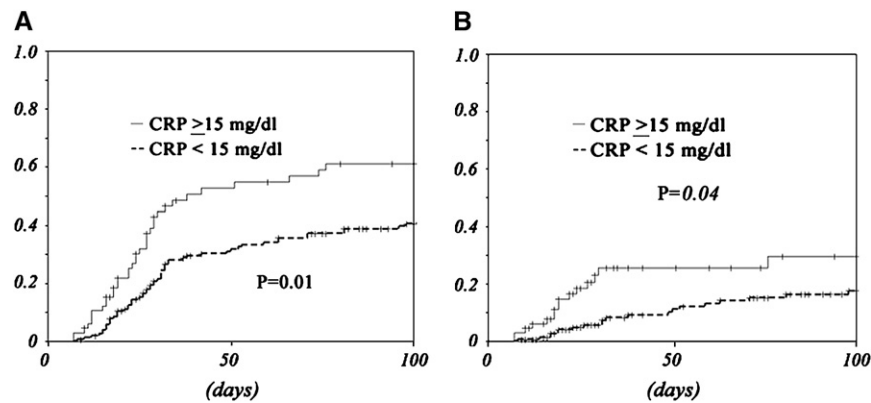 A
1.0
0.8
0.6
0.4
0.2
0
CRP ≥15 mg/dl
CRP < 15 mg/dl
P=0.01
0 50 100
(days)
B
1.0
0.8
0.6
0.4
0.2
0
CRP ≥15 mg/dl
CRP < 15 mg/dl
P=0.04
0 50 100
(days)